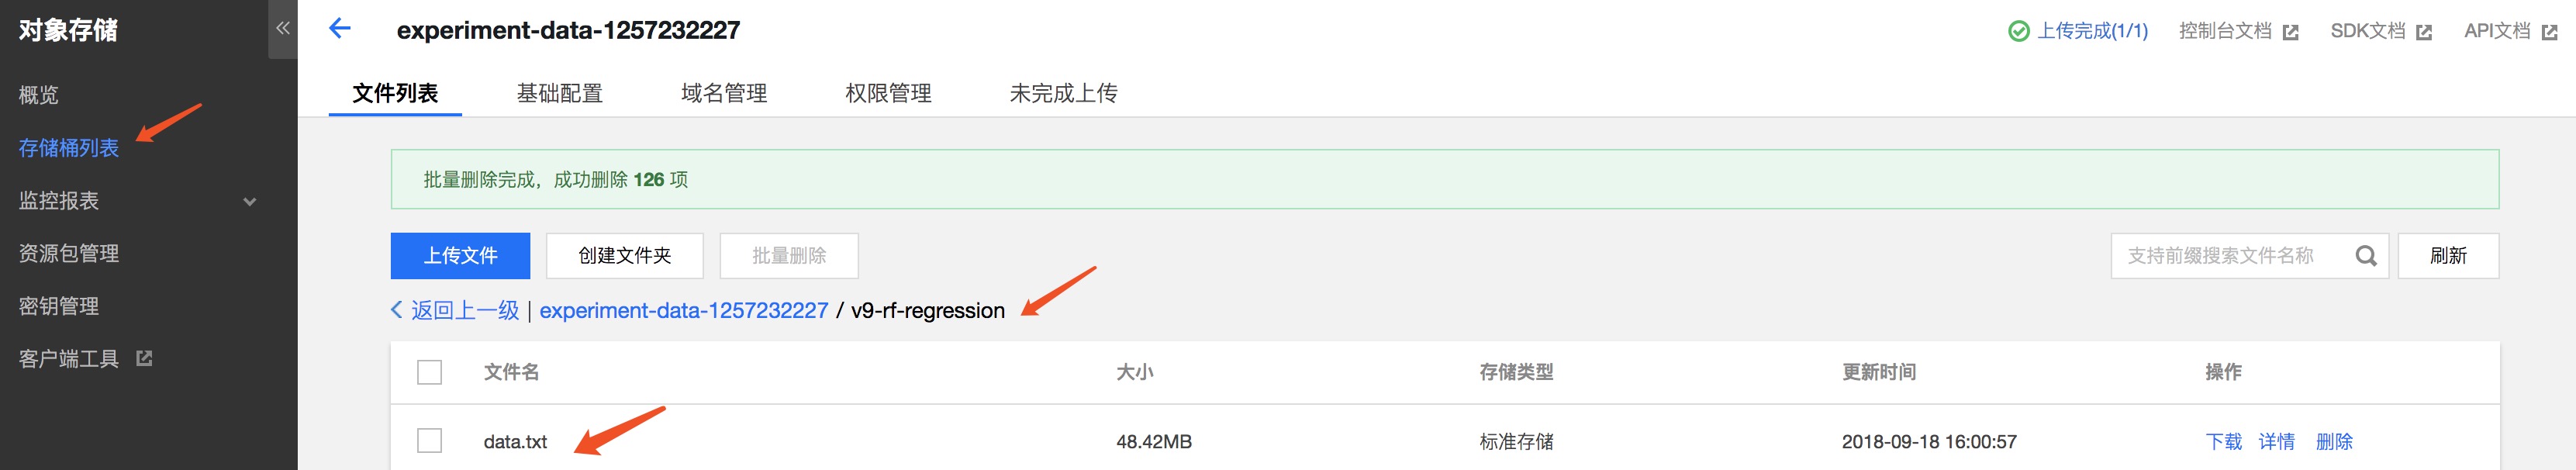 对象存储
概览
存储桶列表
监控报表
资源包管理
密钥管理
客户端工具
experiment-data-1257232227
上传完成(1/1) 控制台文档 SDK文档 API文档
文件列表 基础配置 域名管理 权限管理 未完成上传
批量删除完成，成功删除 126 项
上传文件 创建文件夹 批量删除 支持前缀搜索文件名称 刷新
返回上一级 | experiment-data-1257232227 / v9-rf-regression
文件名 大小 存储类型 更新时间 操作
data.txt 48.42MB 标准存储 2018-09-18 16:00:57 下载 详情 删除